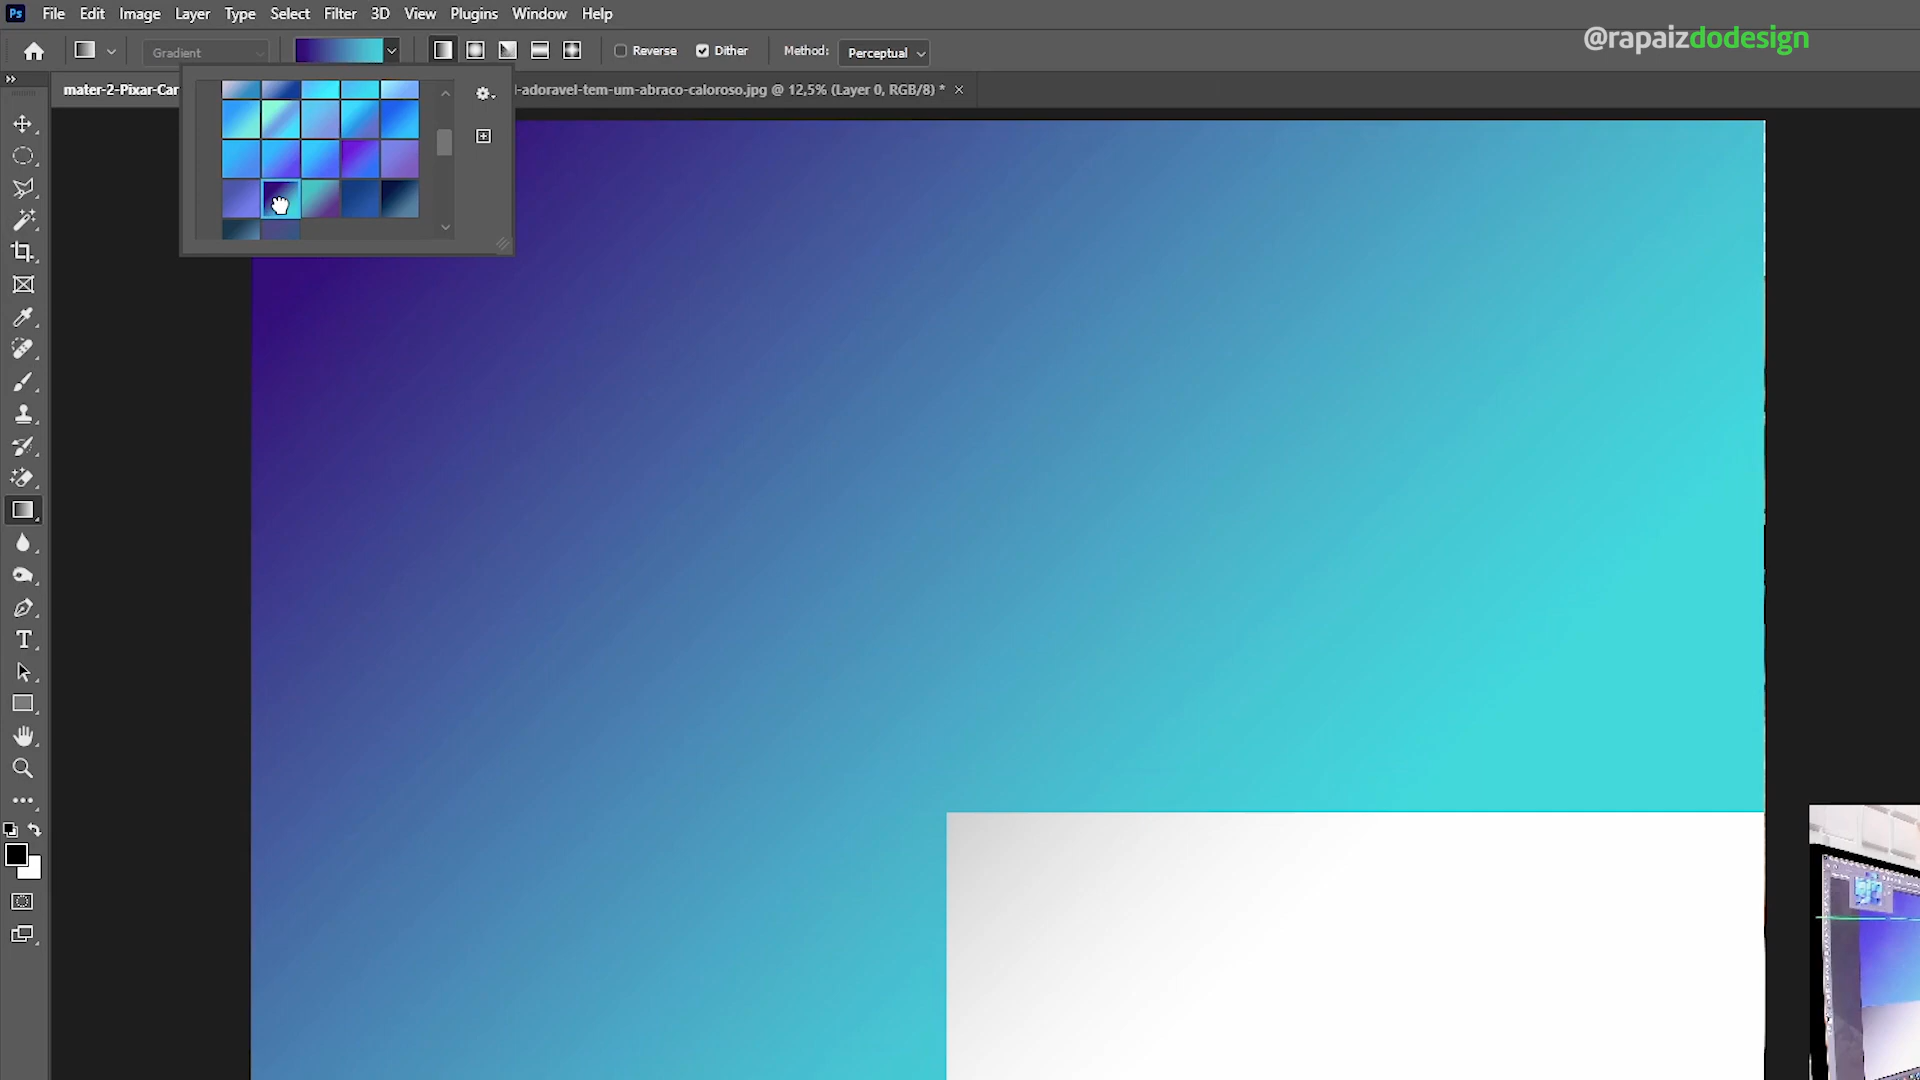 Ps File Edit Image Layer Type Select Filter 3D View Plugins Window Help
@rapaizdodesign
Gradient Reverse Dither Method: Perceptual
mater-2-Pixar-Car l-adoravel-tem-um-abraco-caloroso.jpg @ 12,5% (Layer 0, RGB/8) *
T